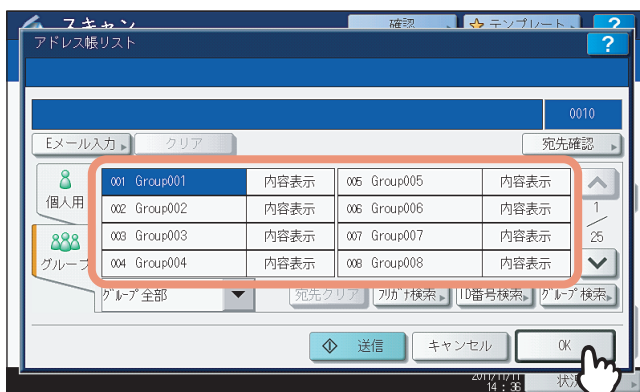 スキャン 確認 テンプレート ?
アドレス帳リスト ?
0010
Eメール入力 クリア 宛先確認
個人用
グループ
001 Group001 内容表示 005 Group005 内容表示
002 Group002 内容表示 006 Group006 内容表示
003 Group003 内容表示 007 Group007 内容表示
004 Group004 内容表示 008 Group008 内容表示
1
25
グループ全部 宛先クリア フリガナ検索 ID番号検索 グループ検索
送信 キャンセル OK
2011/11/11
14:36
状況